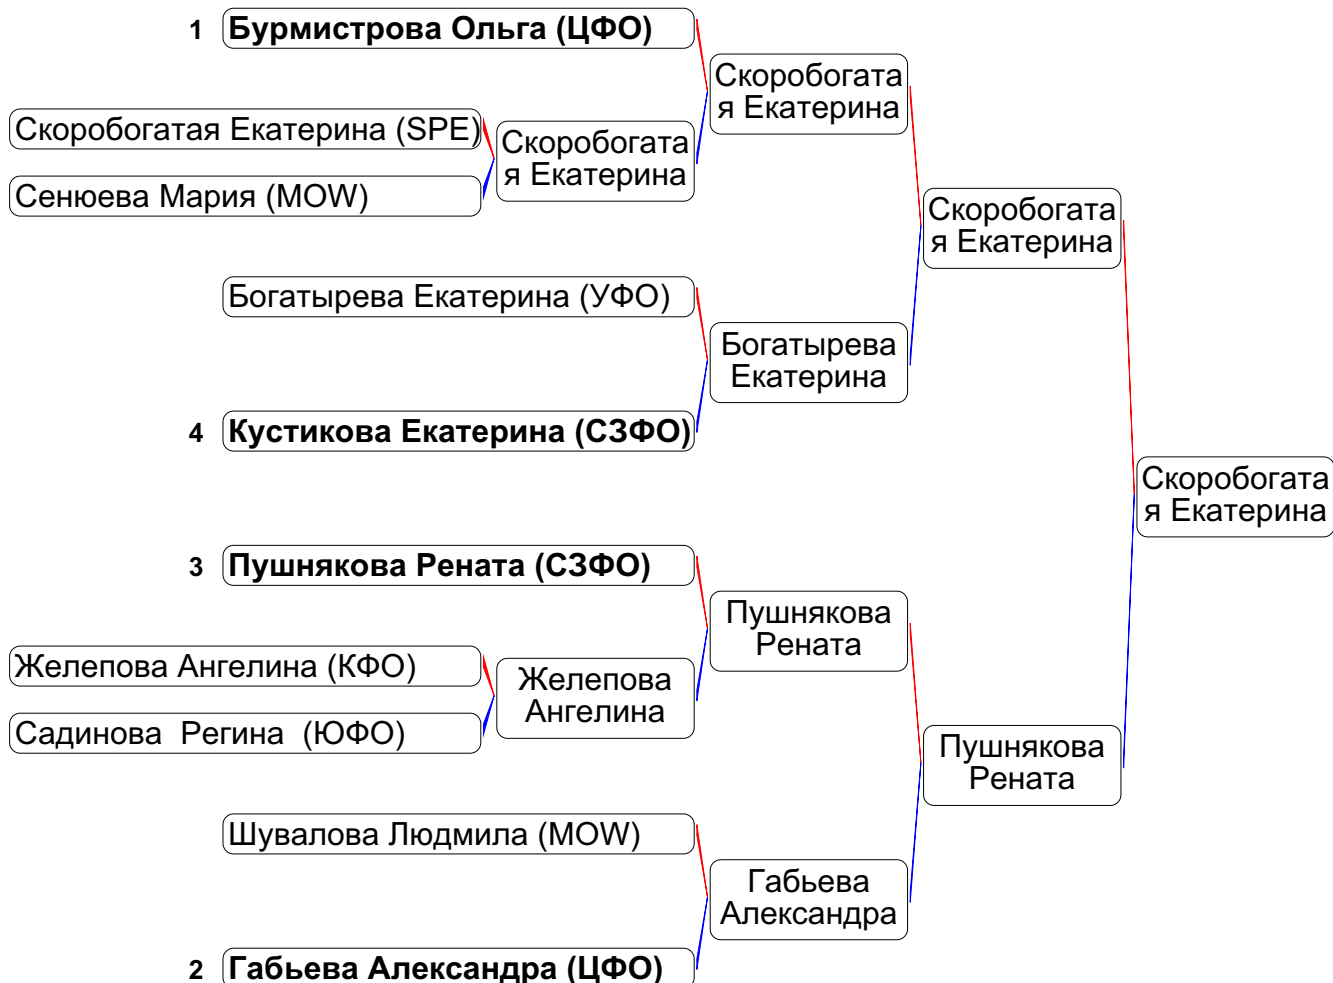 1 Бурмистрова Ольга (ЦФО)
Скоробогата
я Екатерина
Скоробогатая Екатерина (SPE)
Скоробогата
я Екатерина
Сенюева Мария (MOW)
Скоробогата
я Екатерина
Богатырева Екатерина (УФО)
Богатырева
Екатерина
4 Кустикова Екатерина (СЗФО)
Скоробогата
я Екатерина
3 Пушнякова Рената (СЗФО)
Пушнякова
Рената
Желепова Ангелина (КФО)
Желепова
Ангелина
Садинова Регина (ЮФО)
Пушнякова
Рената
Шувалова Людмила (MOW)
Габьева
Александра
2 Габьева Александра (ЦФО)